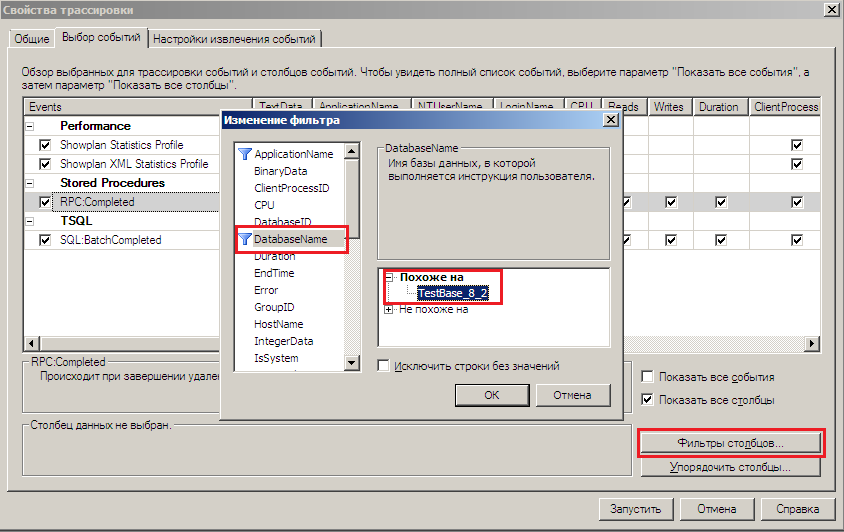 Свойства трассировки
Общие Выбор событий Настройки извлечения событий
Обзор выбранных для трассировки событий и столбцов событий. Чтобы увидеть полный список событий, выберите параметр "Показать все события", а
затем параметр "Показать все столбцы".
Events TextData ApplicationName NTUserName LoginName CPU Reads Writes Duration ClientProcess
Performance
Showplan Statistics Profile
Showplan XML Statistics Profile
Stored Procedures
RPC:Completed
TSQL
SQL:BatchCompleted
Изменение фильтра
ApplicationName
BinaryData
ClientProcessID
CPU
DatabaseID
DatabaseName
Duration
EndTime
Error
GroupID
HostName
IntegerData
IsSystem
DatabaseName
Имя базы данных, в которой
выполняется инструкция пользователя.
Похоже на
TestBase_8_2
Не похоже на
Исключить строки без значений
OK Отмена
RPC:Completed
Происходит при завершении удале
Показать все события
Показать все столбцы
Столбец данных не выбран.
Фильтры столбцов...
Упорядочить столбцы...
Запустить Отмена Справка